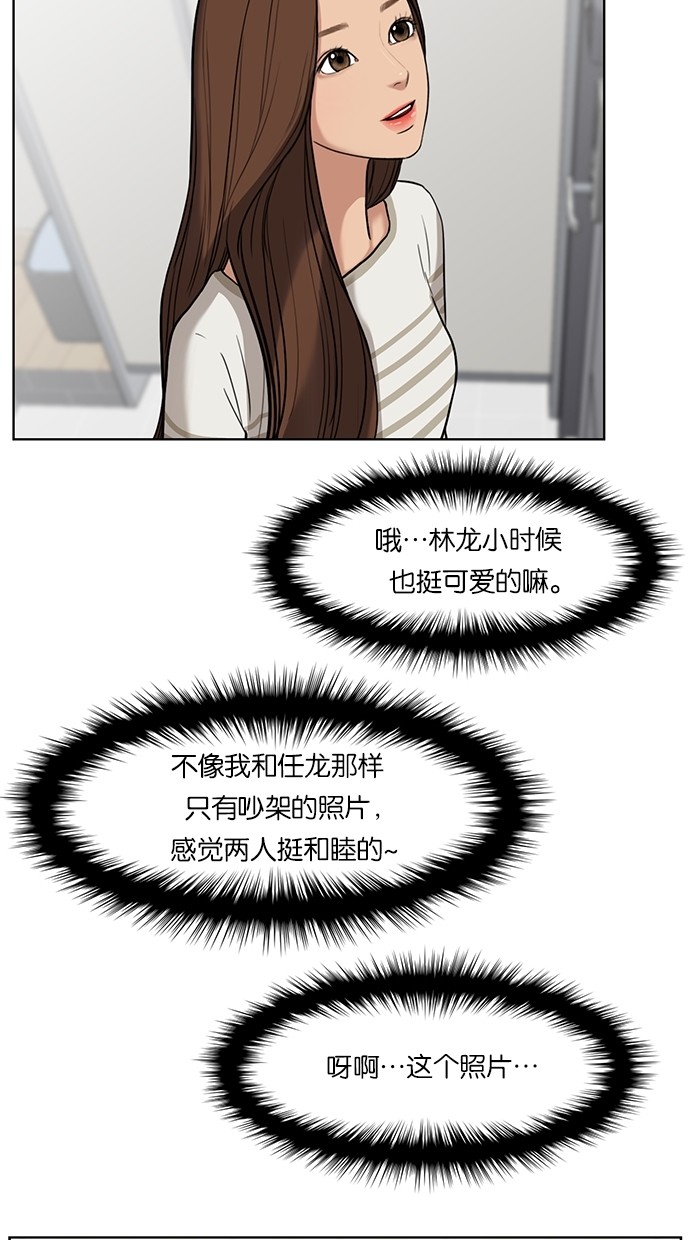 哦…林龙小时候
也挺可爱的嘛。
不像我和任龙那样
只有吵架的照片，
感觉两人挺和睦的~
呀啊…这个照片…